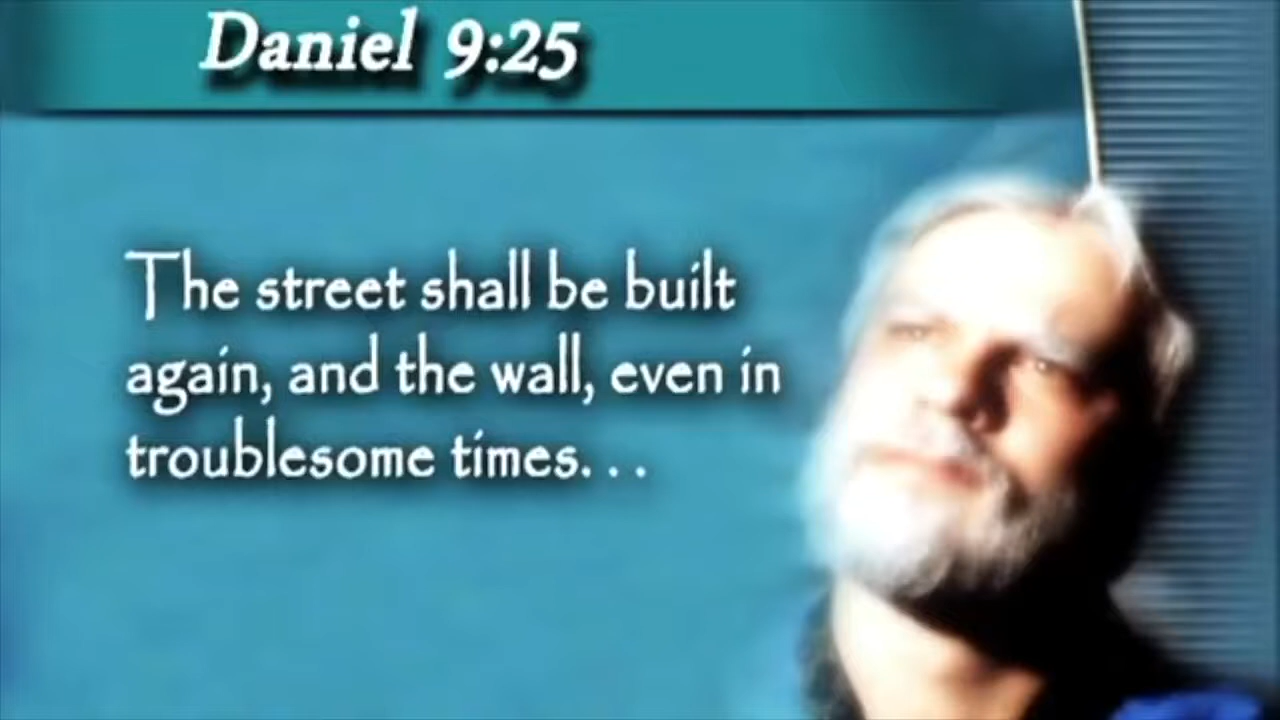 Daniel 9:25
The street shall be built
again, and the wall, even in
troublesome times. . .